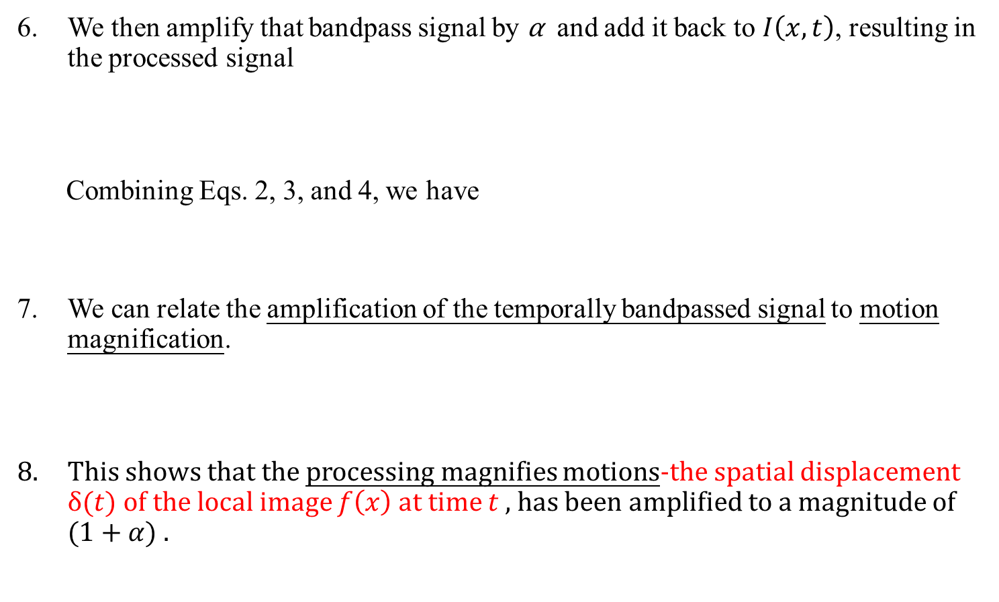 6. We then amplify that bandpass signal by α and add it back to I(x, t), resulting in
the processed signal
Combining Eqs. 2, 3, and 4, we have
7. We can relate the amplification of the temporally bandpassed signal to motion
magnification.
8. This shows that the processing magnifies motions-the spatial displacement
δ(t) of the local image f(x) at time t , has been amplified to a magnitude of
(1 + α) .